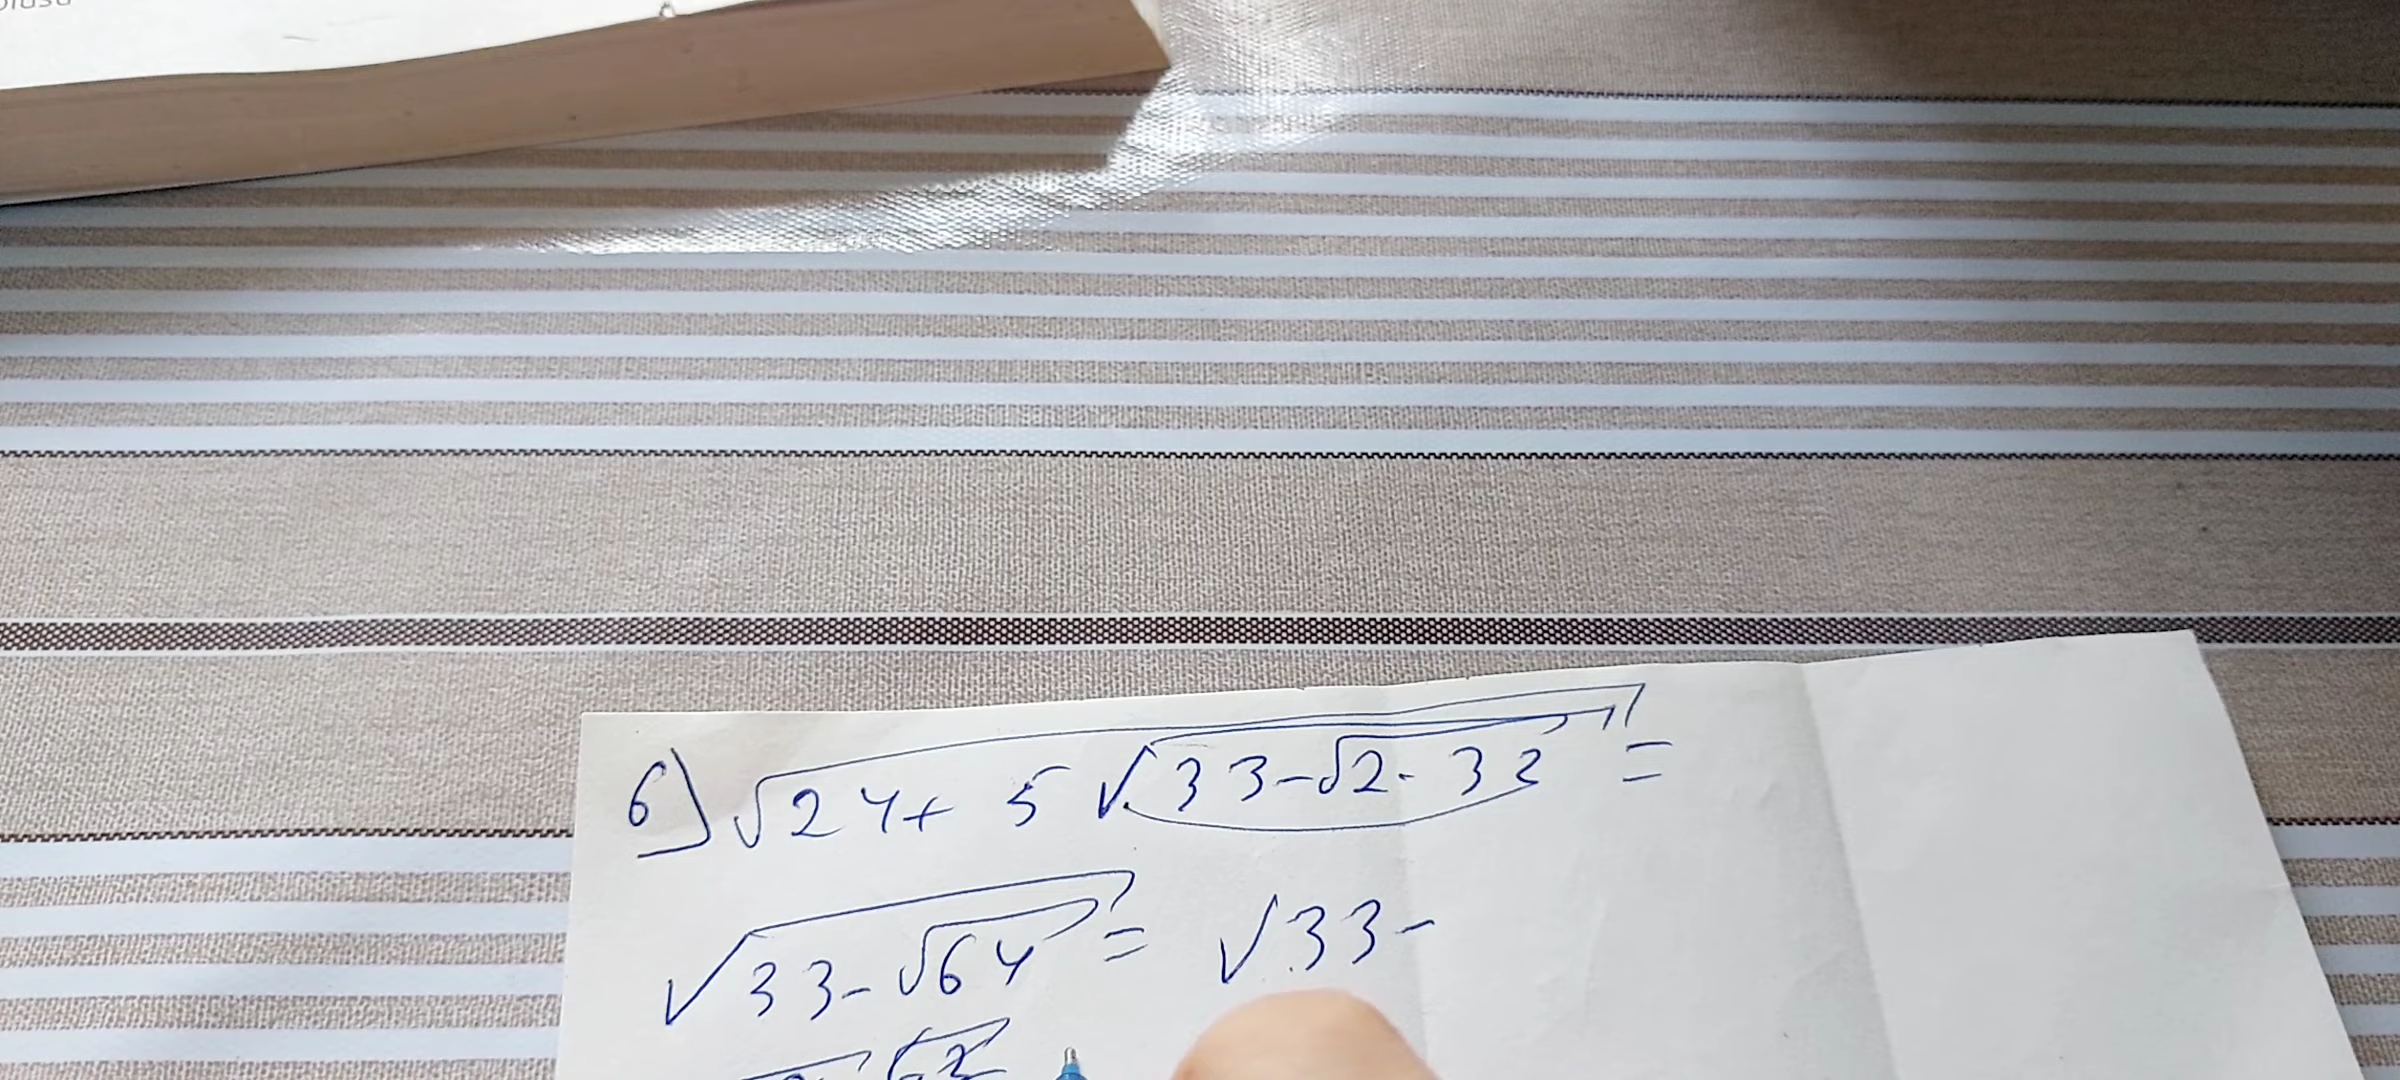 6) √24+ 5 √33-√2· 32 =
√33-√64 = √33-